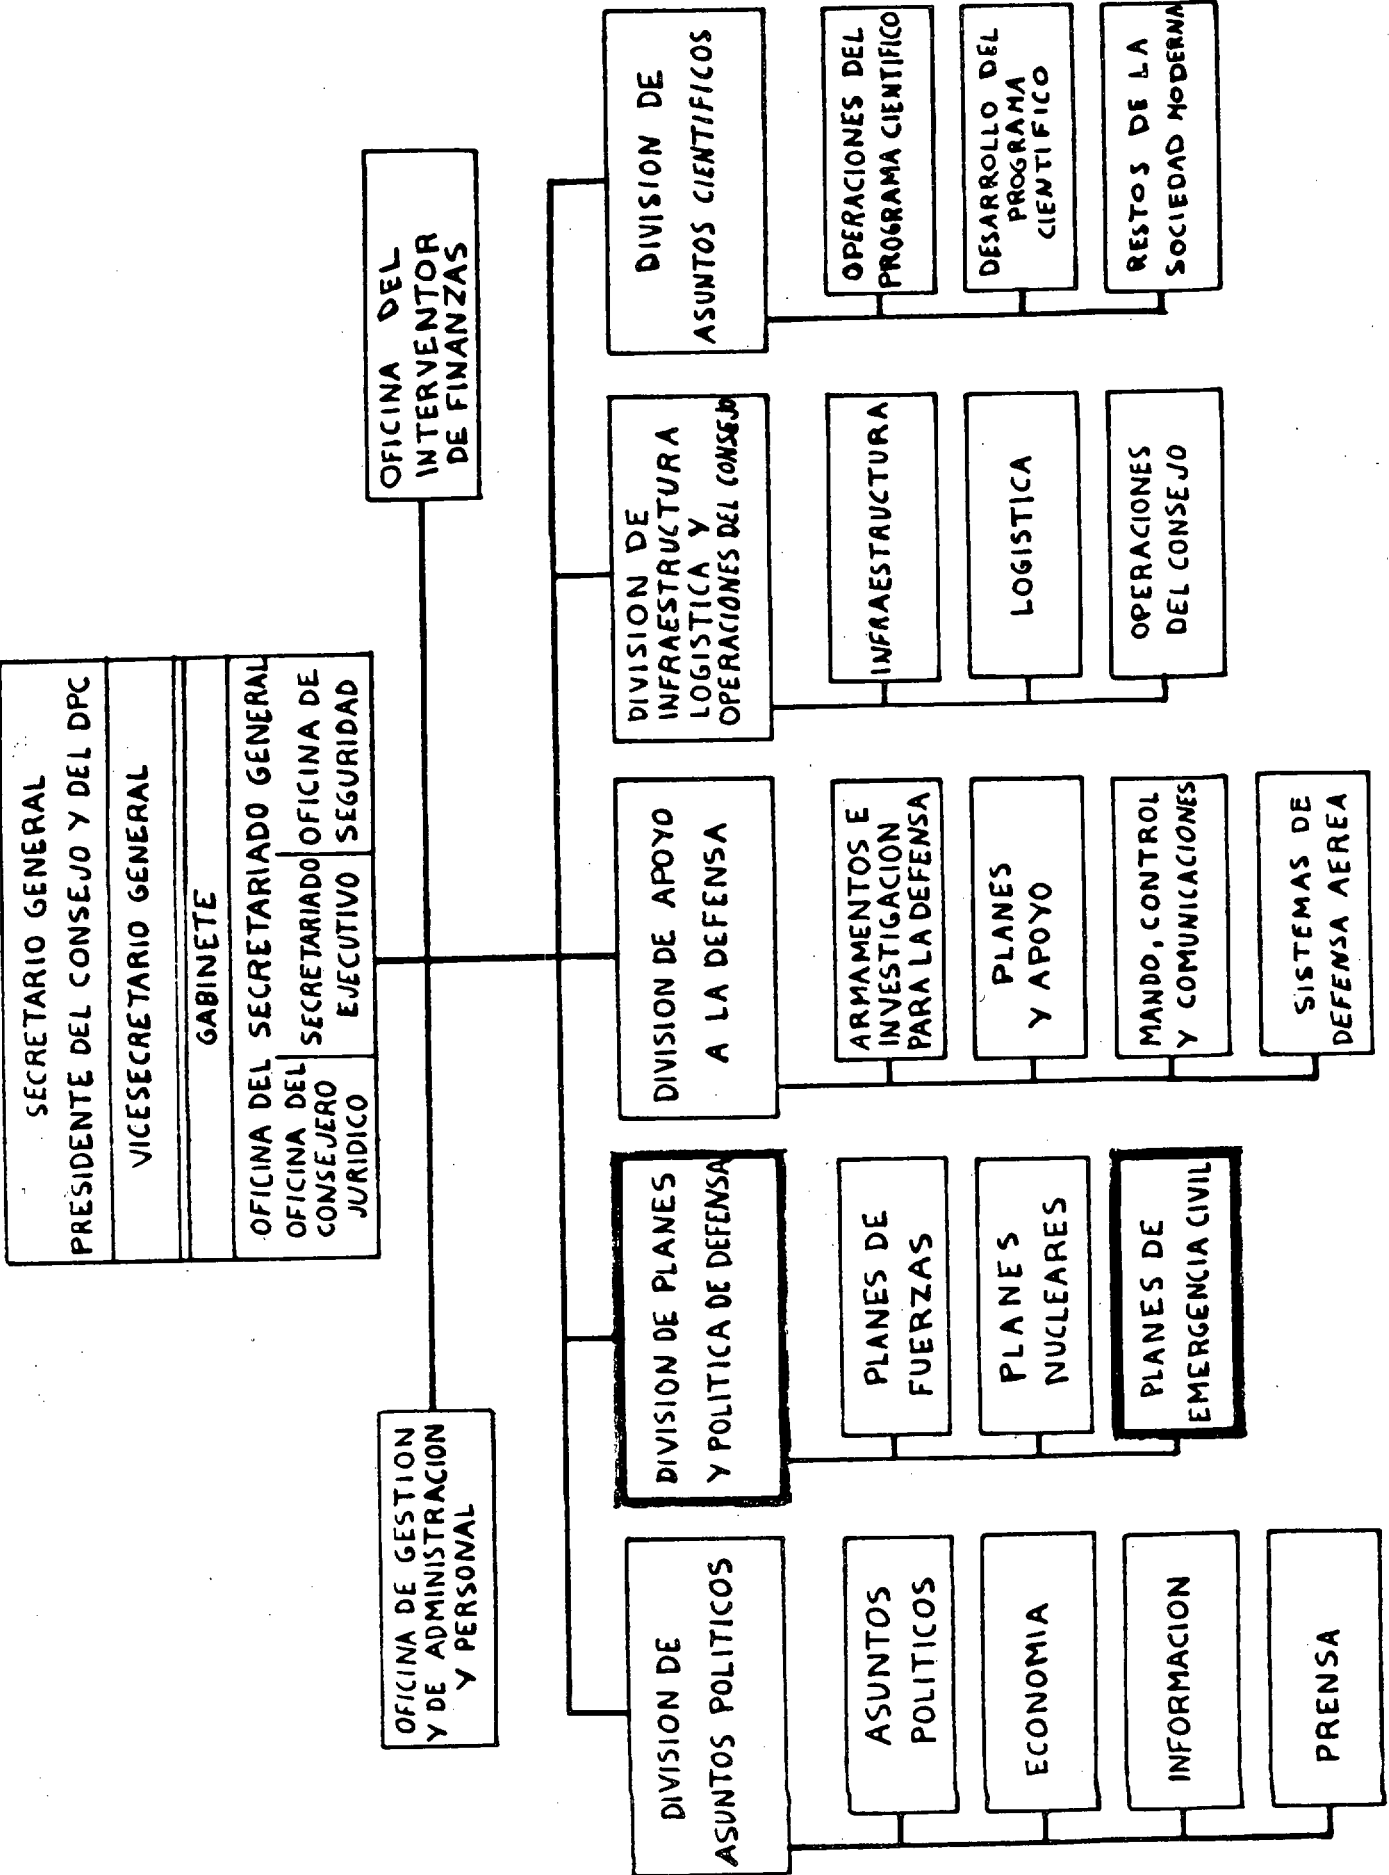 SECRETARIO GENERAL
PRESIDENTE DEL CONSEJO Y DEL DPC
VICESECRETARIO GENERAL
GABINETE
OFICINA DEL SECRETARIADO GENERAL
OFICINA DEL
CONSEJERO
JURIDICO
SECRETARIADO
EJECUTIVO
OFICINA DE
SEGURIDAD
OFICINA DE GESTION
Y DE ADMINISTRACION
Y PERSONAL
OFICINA DEL
INTERVENTOR
DE FINANZAS
DIVISION DE
ASUNTOS POLITICOS
ASUNTOS
POLITICOS
ECONOMIA
INFORMACION
PRENSA
DIVISION DE PLANES
Y POLITICA DE DEFENSA
PLANES DE
FUERZAS
PLANES
NUCLEARES
PLANES DE
EMERGENCIA CIVIL
DIVISION DE APOYO
A LA DEFENSA
ARMAMENTOS E
INVESTIGACION
PARA LA DEFENSA
PLANES
Y APOYO
MANDO, CONTROL
Y COMUNICACIONES
SISTEMAS DE
DEFENSA AEREA
DIVISION DE
INFRAESTRUCTURA
LOGISTICA Y
OPERACIONES DEL CONSEJO
INFRAESTRUCTURA
LOGISTICA
OPERACIONES
DEL CONSEJO
DIVISION DE
ASUNTOS CIENTIFICOS
OPERACIONES DEL
PROGRAMA CIENTIFICO
DESARROLLO DEL
PROGRAMA
CIENTIFICO
RESTOS DE LA
SOCIEDAD MODERNA